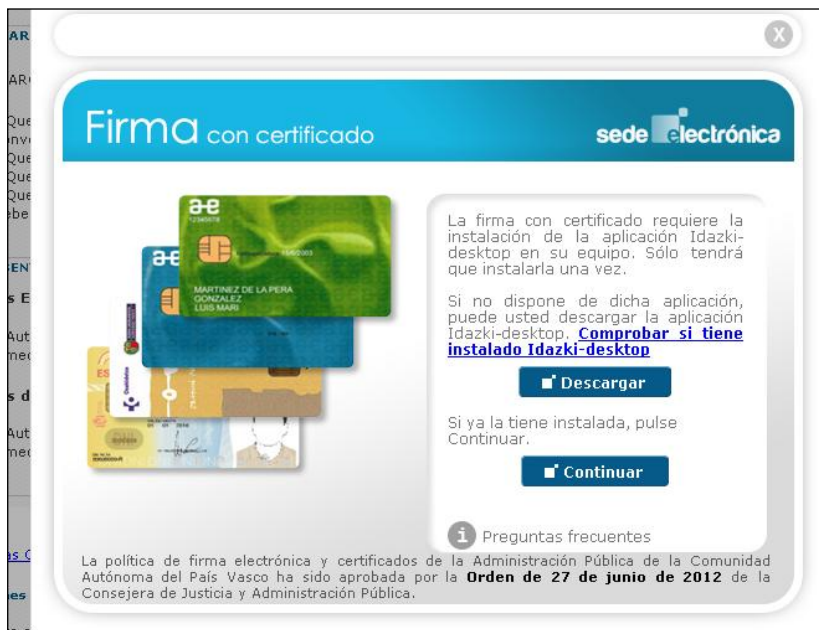 X
Firma con certificado
sede electrónica
a-e
12345678
MARTINEZ DE LA PERA
GONZALEZ
LUIS MARI
a-e
La firma con certificado requiere la
instalación de la aplicación Idazki-
desktop en su equipo. Sólo tendrá
que instalarla una vez.
Si no dispone de dicha aplicación,
puede usted descargar la aplicación
Idazki-desktop. Comprobar si tiene
instalado Idazki-desktop
Descargar
Si ya la tiene instalada, pulse
Continuar.
Continuar
i Preguntas frecuentes
La política de firma electrónica y certificados de la Administración Pública de la Comunidad
Autónoma del País Vasco ha sido aprobada por la Orden de 27 de junio de 2012 de la
Consejera de Justicia y Administración Pública.